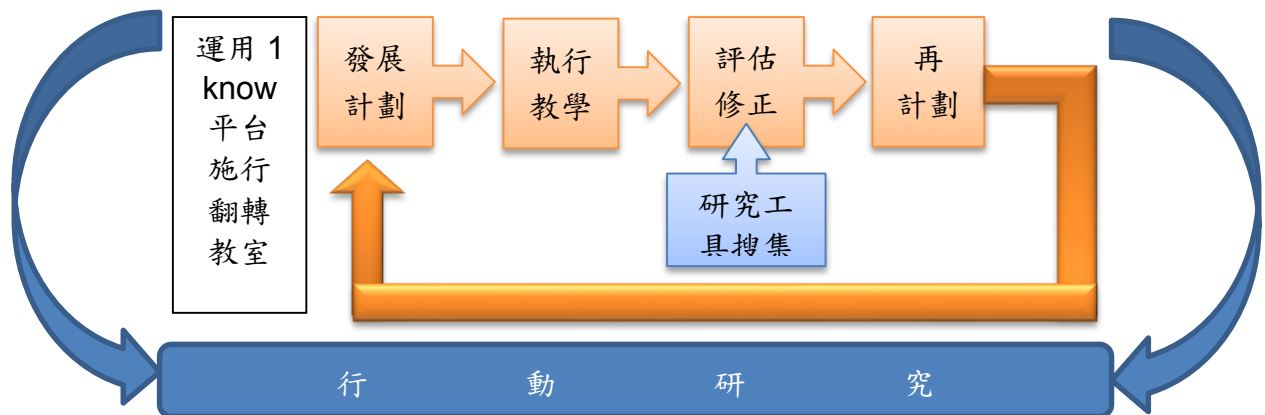 運用 1
know
平台
施行
翻轉
教室
發展
計劃
執行
教學
評估
修正
再
計劃
研究工
具搜集
行 動 研 究